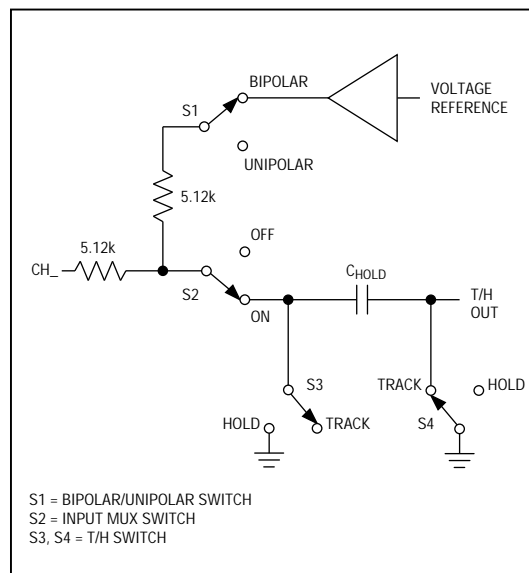 BIPOLAR
VOLTAGE
REFERENCE
S1
UNIPOLAR
5.12k
OFF
5.12k
CH_
S2
ON
CHOLD
T/H
OUT
S3
TRACK
HOLD
HOLD
TRACK
S4
S1 = BIPOLAR/UNIPOLAR SWITCH
S2 = INPUT MUX SWITCH
S3, S4 = T/H SWITCH